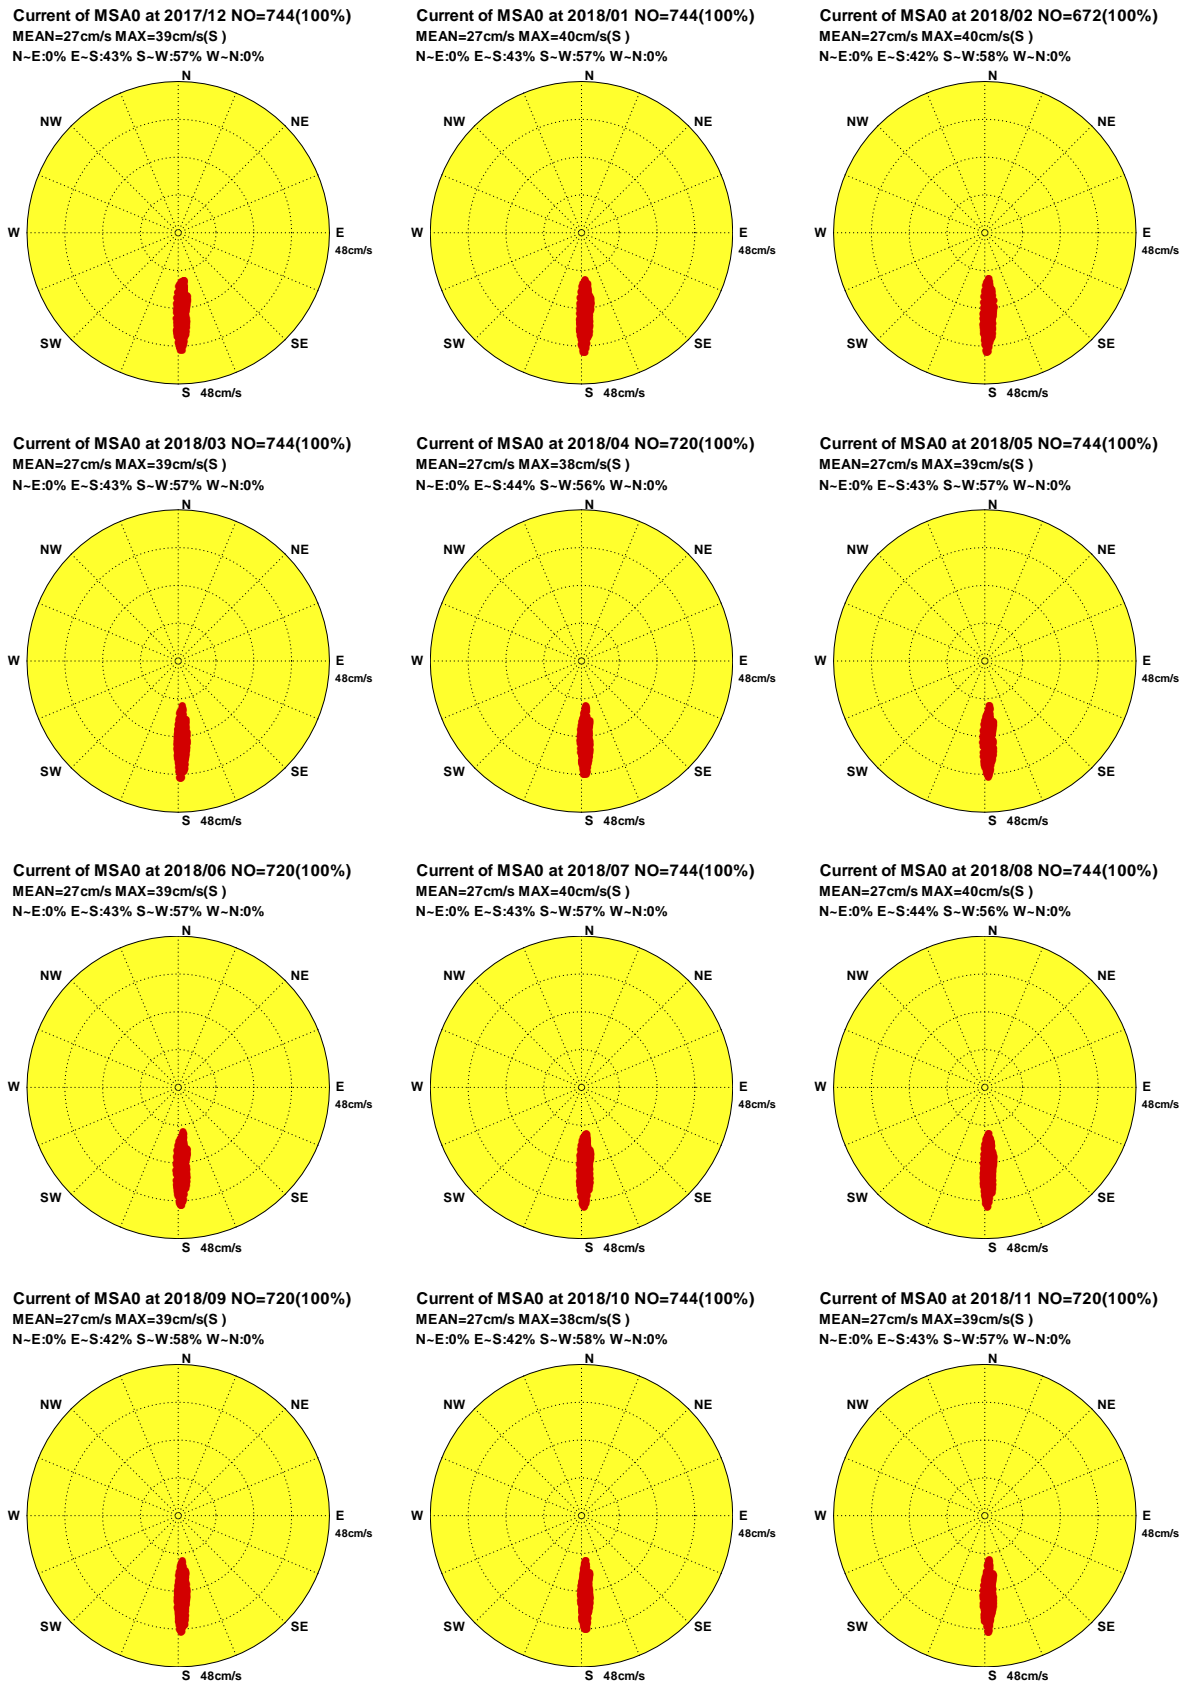 Current of MSA0 at 2017/12 NO=744(100%)
MEAN=27cm/s MAX=39cm/s(S )
N~E:0% E~S:43% S~W:57% W~N:0%
N
NW
NE
W
E
48cm/s
SW
SE
S 48cm/s
Current of MSA0 at 2018/01 NO=744(100%)
MEAN=27cm/s MAX=40cm/s(S )
N~E:0% E~S:43% S~W:57% W~N:0%
N
NW
NE
W
E
48cm/s
SW
SE
S 48cm/s
Current of MSA0 at 2018/02 NO=672(100%)
MEAN=27cm/s MAX=40cm/s(S )
N~E:0% E~S:42% S~W:58% W~N:0%
N
NW
NE
W
E
48cm/s
SW
SE
S 48cm/s
Current of MSA0 at 2018/03 NO=744(100%)
MEAN=27cm/s MAX=39cm/s(S )
N~E:0% E~S:43% S~W:57% W~N:0%
N
NW
NE
W
E
48cm/s
SW
SE
S 48cm/s
Current of MSA0 at 2018/04 NO=720(100%)
MEAN=27cm/s MAX=38cm/s(S )
N~E:0% E~S:44% S~W:56% W~N:0%
N
NW
NE
W
E
48cm/s
SW
SE
S 48cm/s
Current of MSA0 at 2018/05 NO=744(100%)
MEAN=27cm/s MAX=39cm/s(S )
N~E:0% E~S:43% S~W:57% W~N:0%
N
NW
NE
W
E
48cm/s
SW
SE
S 48cm/s
Current of MSA0 at 2018/06 NO=720(100%)
MEAN=27cm/s MAX=39cm/s(S )
N~E:0% E~S:43% S~W:57% W~N:0%
N
NW
NE
W
E
48cm/s
SW
SE
S 48cm/s
Current of MSA0 at 2018/07 NO=744(100%)
MEAN=27cm/s MAX=40cm/s(S )
N~E:0% E~S:43% S~W:57% W~N:0%
N
NW
NE
W
E
48cm/s
SW
SE
S 48cm/s
Current of MSA0 at 2018/08 NO=744(100%)
MEAN=27cm/s MAX=40cm/s(S )
N~E:0% E~S:44% S~W:56% W~N:0%
N
NW
NE
W
E
48cm/s
SW
SE
S 48cm/s
Current of MSA0 at 2018/09 NO=720(100%)
MEAN=27cm/s MAX=39cm/s(S )
N~E:0% E~S:42% S~W:58% W~N:0%
N
NW
NE
W
E
48cm/s
SW
SE
S 48cm/s
Current of MSA0 at 2018/10 NO=744(100%)
MEAN=27cm/s MAX=38cm/s(S )
N~E:0% E~S:42% S~W:58% W~N:0%
N
NW
NE
W
E
48cm/s
SW
SE
S 48cm/s
Current of MSA0 at 2018/11 NO=720(100%)
MEAN=27cm/s MAX=39cm/s(S )
N~E:0% E~S:43% S~W:57% W~N:0%
N
NW
NE
W
E
48cm/s
SW
SE
S 48cm/s